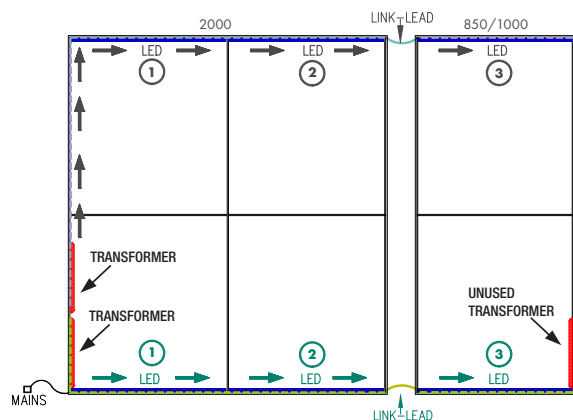 2000
LINK-LEAD
850/1000
LED
LED
LED
1
2
3
TRANSFORMER
TRANSFORMER
UNUSED
TRANSFORMER
1
2
3
LED
LED
LED
MAINS
LINK-LEAD